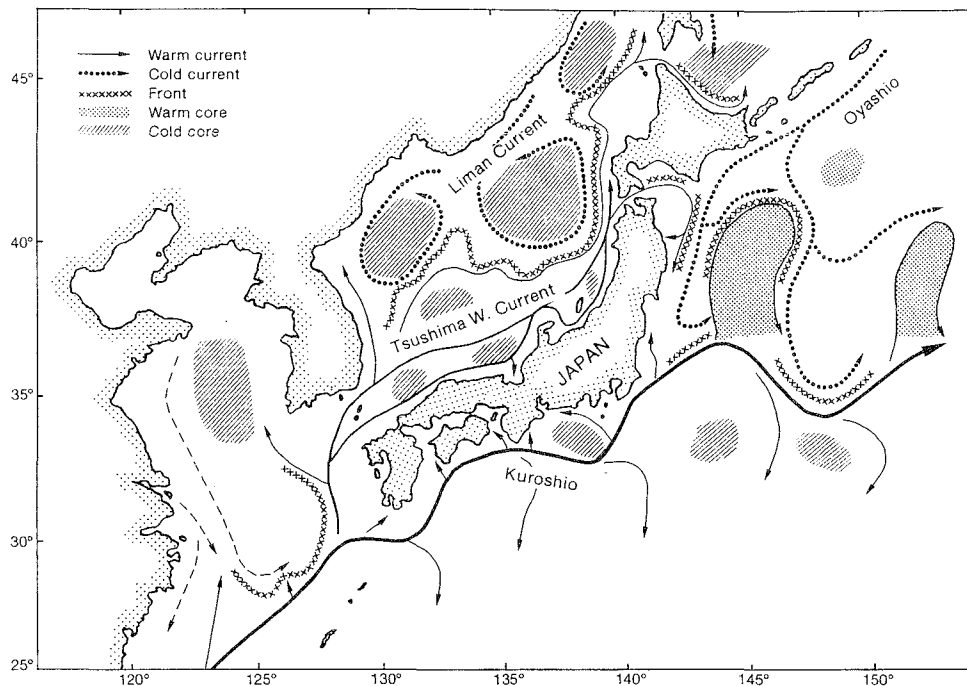 Warm current
Cold current
Front
Warm core
Cold core
45°
40°
35°
30°
25°
Oyashio
Liman Current
Tsushima W. Current
JAPAN
Kuroshio
120°
125°
130°
135°
140°
145°
150°